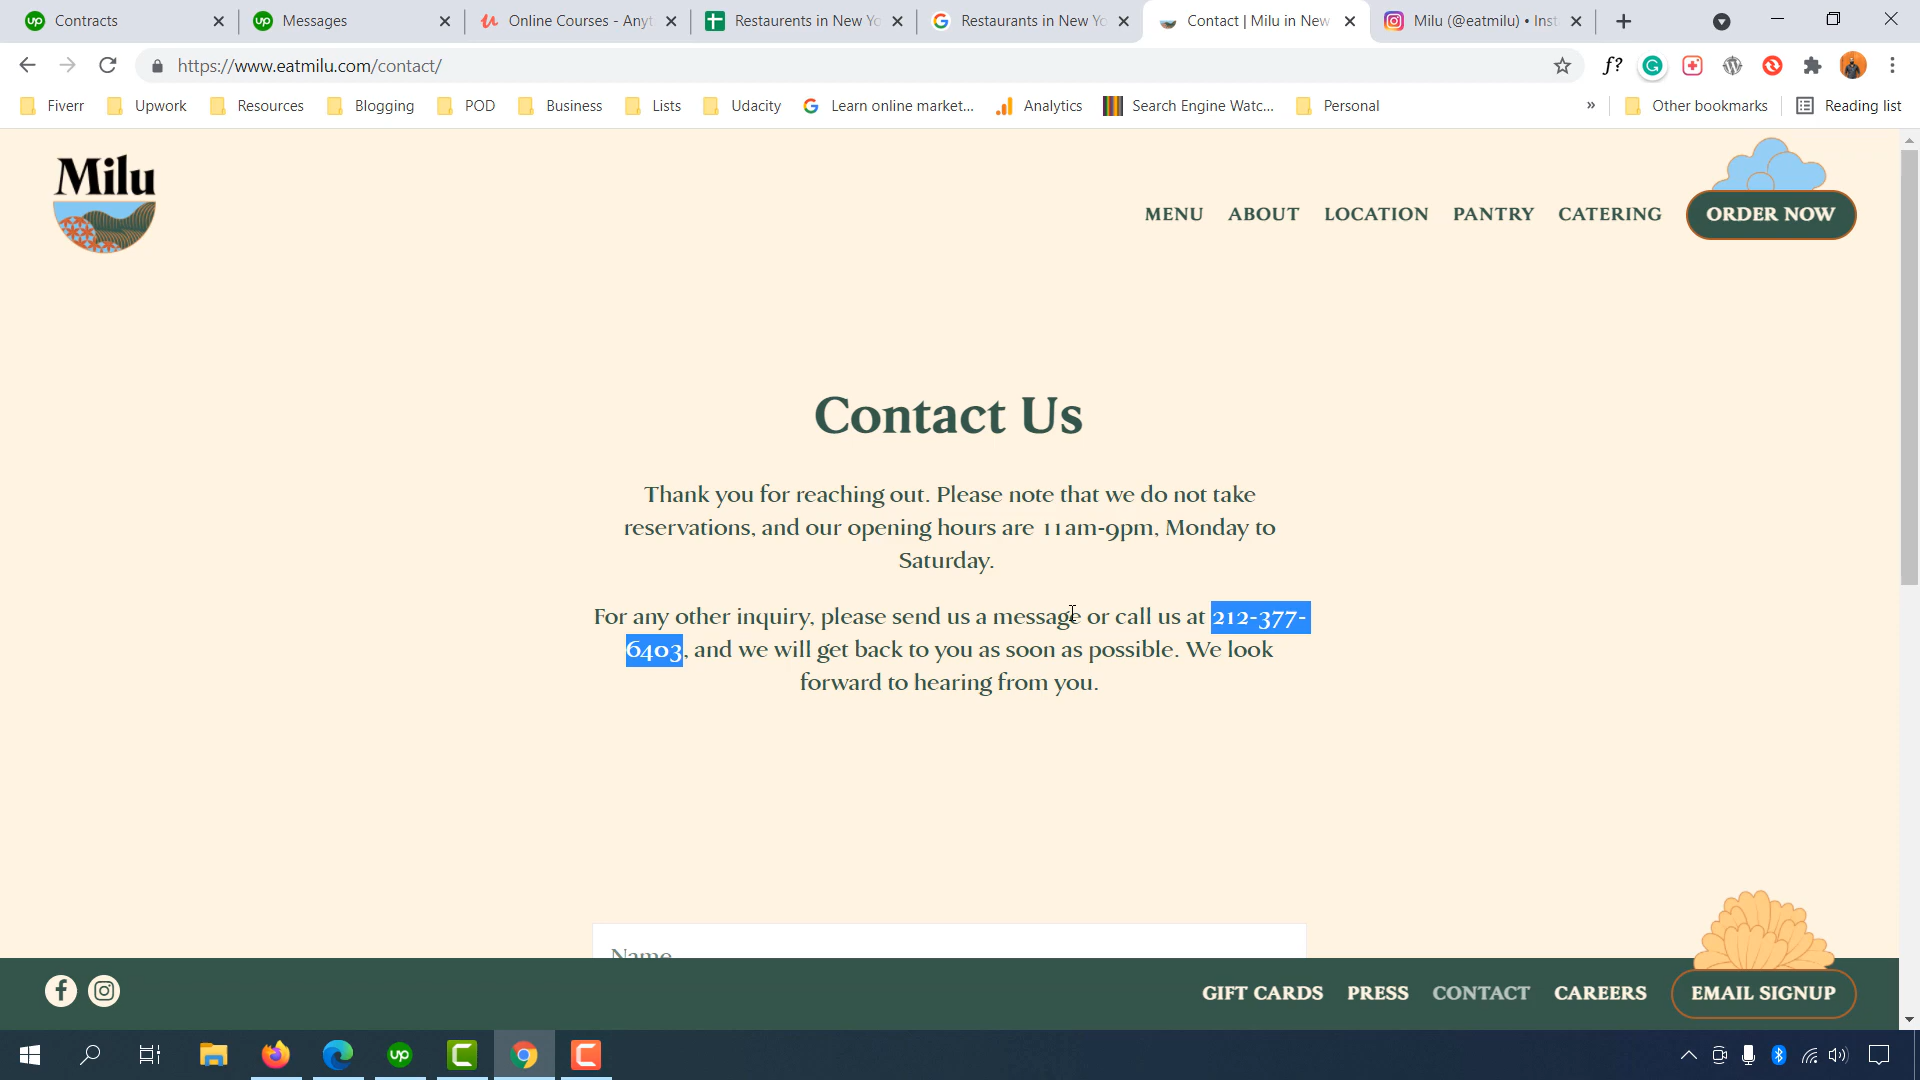 Contracts
Messages
Online Courses - Anyt
Restaurents in New Yo
Restaurants in New Yo
Contact | Milu in New
Milu (@eatmilu) • Inst
https://www.eatmilu.com/contact/
f?
Fiverr
Upwork
Resources
Blogging
POD
Business
Lists
Udacity
Learn online market...
Analytics
Search Engine Watc...
Personal
»
Other bookmarks
Reading list
Milu
MENU
ABOUT
LOCATION
PANTRY
CATERING
ORDER NOW
Contact Us
Thank you for reaching out. Please note that we do not take
reservations, and our opening hours are 11am-9pm, Monday to
Saturday.
For any other inquiry, please send us a message or call us at 212-377-
6403, and we will get back to you as soon as possible. We look
forward to hearing from you.
Name
GIFT CARDS
PRESS
CONTACT
CAREERS
EMAIL SIGNUP